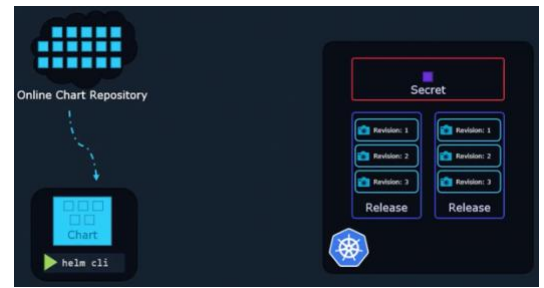 Online Chart Repository
Chart
helm cli
Secret
Revision: 1
Revision: 2
Revision: 3
Release
Revision: 1
Revision: 2
Revision: 3
Release